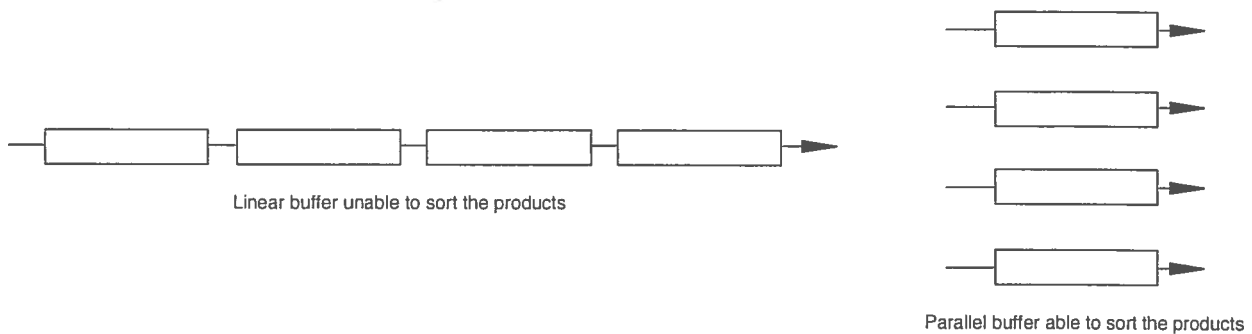 Linear buffer unable to sort the products
Parallel buffer able to sort the products